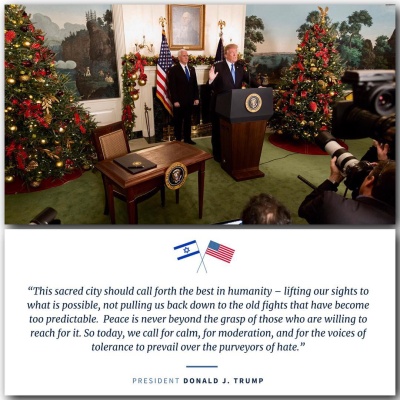 “This sacred city should call forth the best in humanity – lifting our sights to
what is possible, not pulling us back down to the old fights that have become
too predictable.  Peace is never beyond the grasp of those who are willing to
reach for it. So today, we call for calm, for moderation, and for the voices of
tolerance to prevail over the purveyors of hate.”
PRESIDENT DONALD J. TRUMP